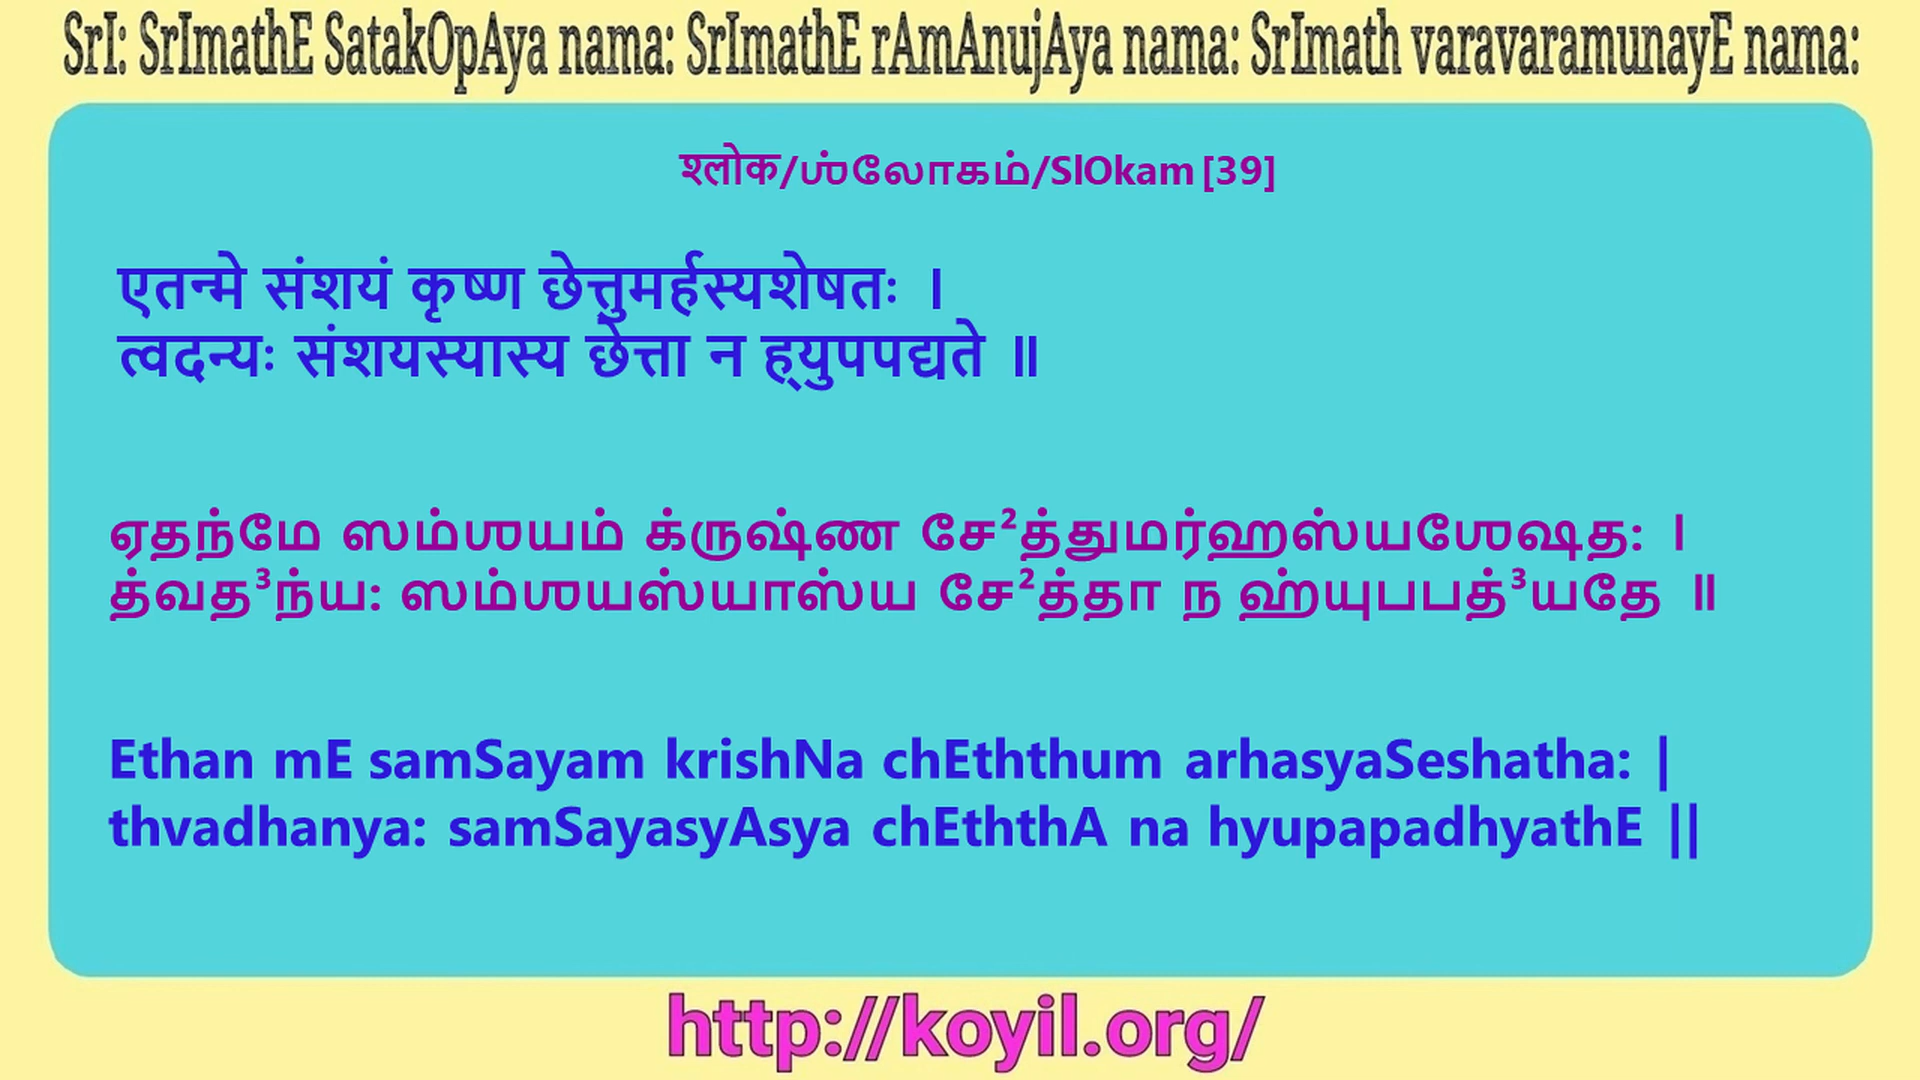 SrI: SrImathE SatakOpAya nama: SrImathE rAmAnujAya nama: SrImath varavaramunayE nama:
श्लोक/ஶ்லோகம்/SlOkam [39]
एतन्मे संशयं कृष्ण छेत्तुमर्हस्यशेषतः ।
त्वदन्यः संशयस्यास्य छेत्ता न ह्युपपद्यते ॥
ஏதந்மே ஸம்ஶயம் க்ருஷ்ண சே²த்துமர்ஹஸ்யஶேஷத: ।
த்வத³ந்ய: ஸம்ஶயஸ்யாஸ்ய சே²த்தா ந ஹ்யுபபத்³யதே ॥
Ethan mE samSayam krishNa chEththum arhasyaSeshatha: |
thvadhanya: samSayasyAsya chEththA na hyupapadhyathE ||
http://koyil.org/